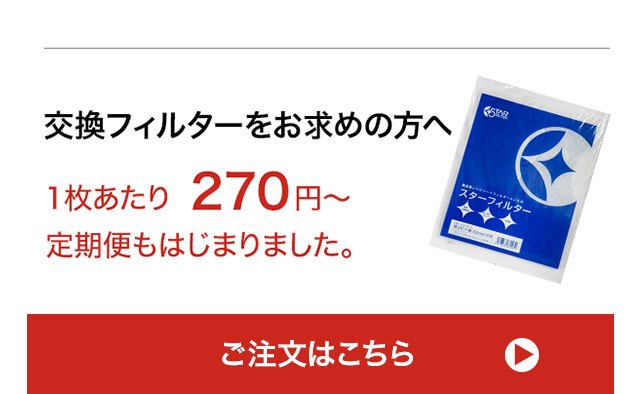 交換フィルターをお求めの方へ
1枚あたり 270円〜
定期便もはじまりました。
STAR
スターフィルター
ご注文はこちら